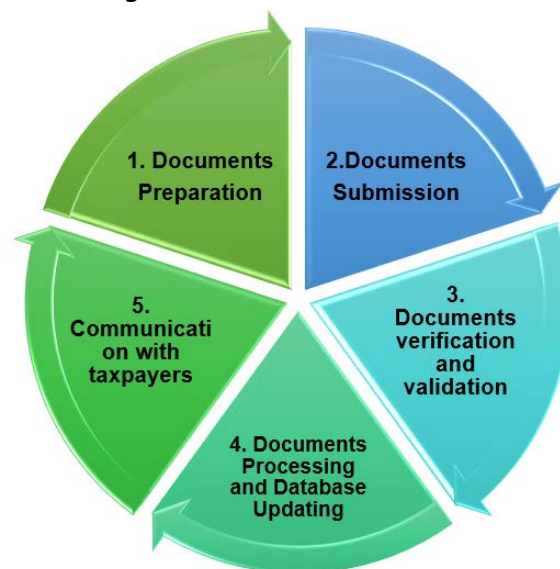 1. Documents
Preparation
2.Documents
Submission
3.
Documents
verification
and
validation
4. Documents
Processing
and Database
Updating
5.
Communicati
on with
taxpayers